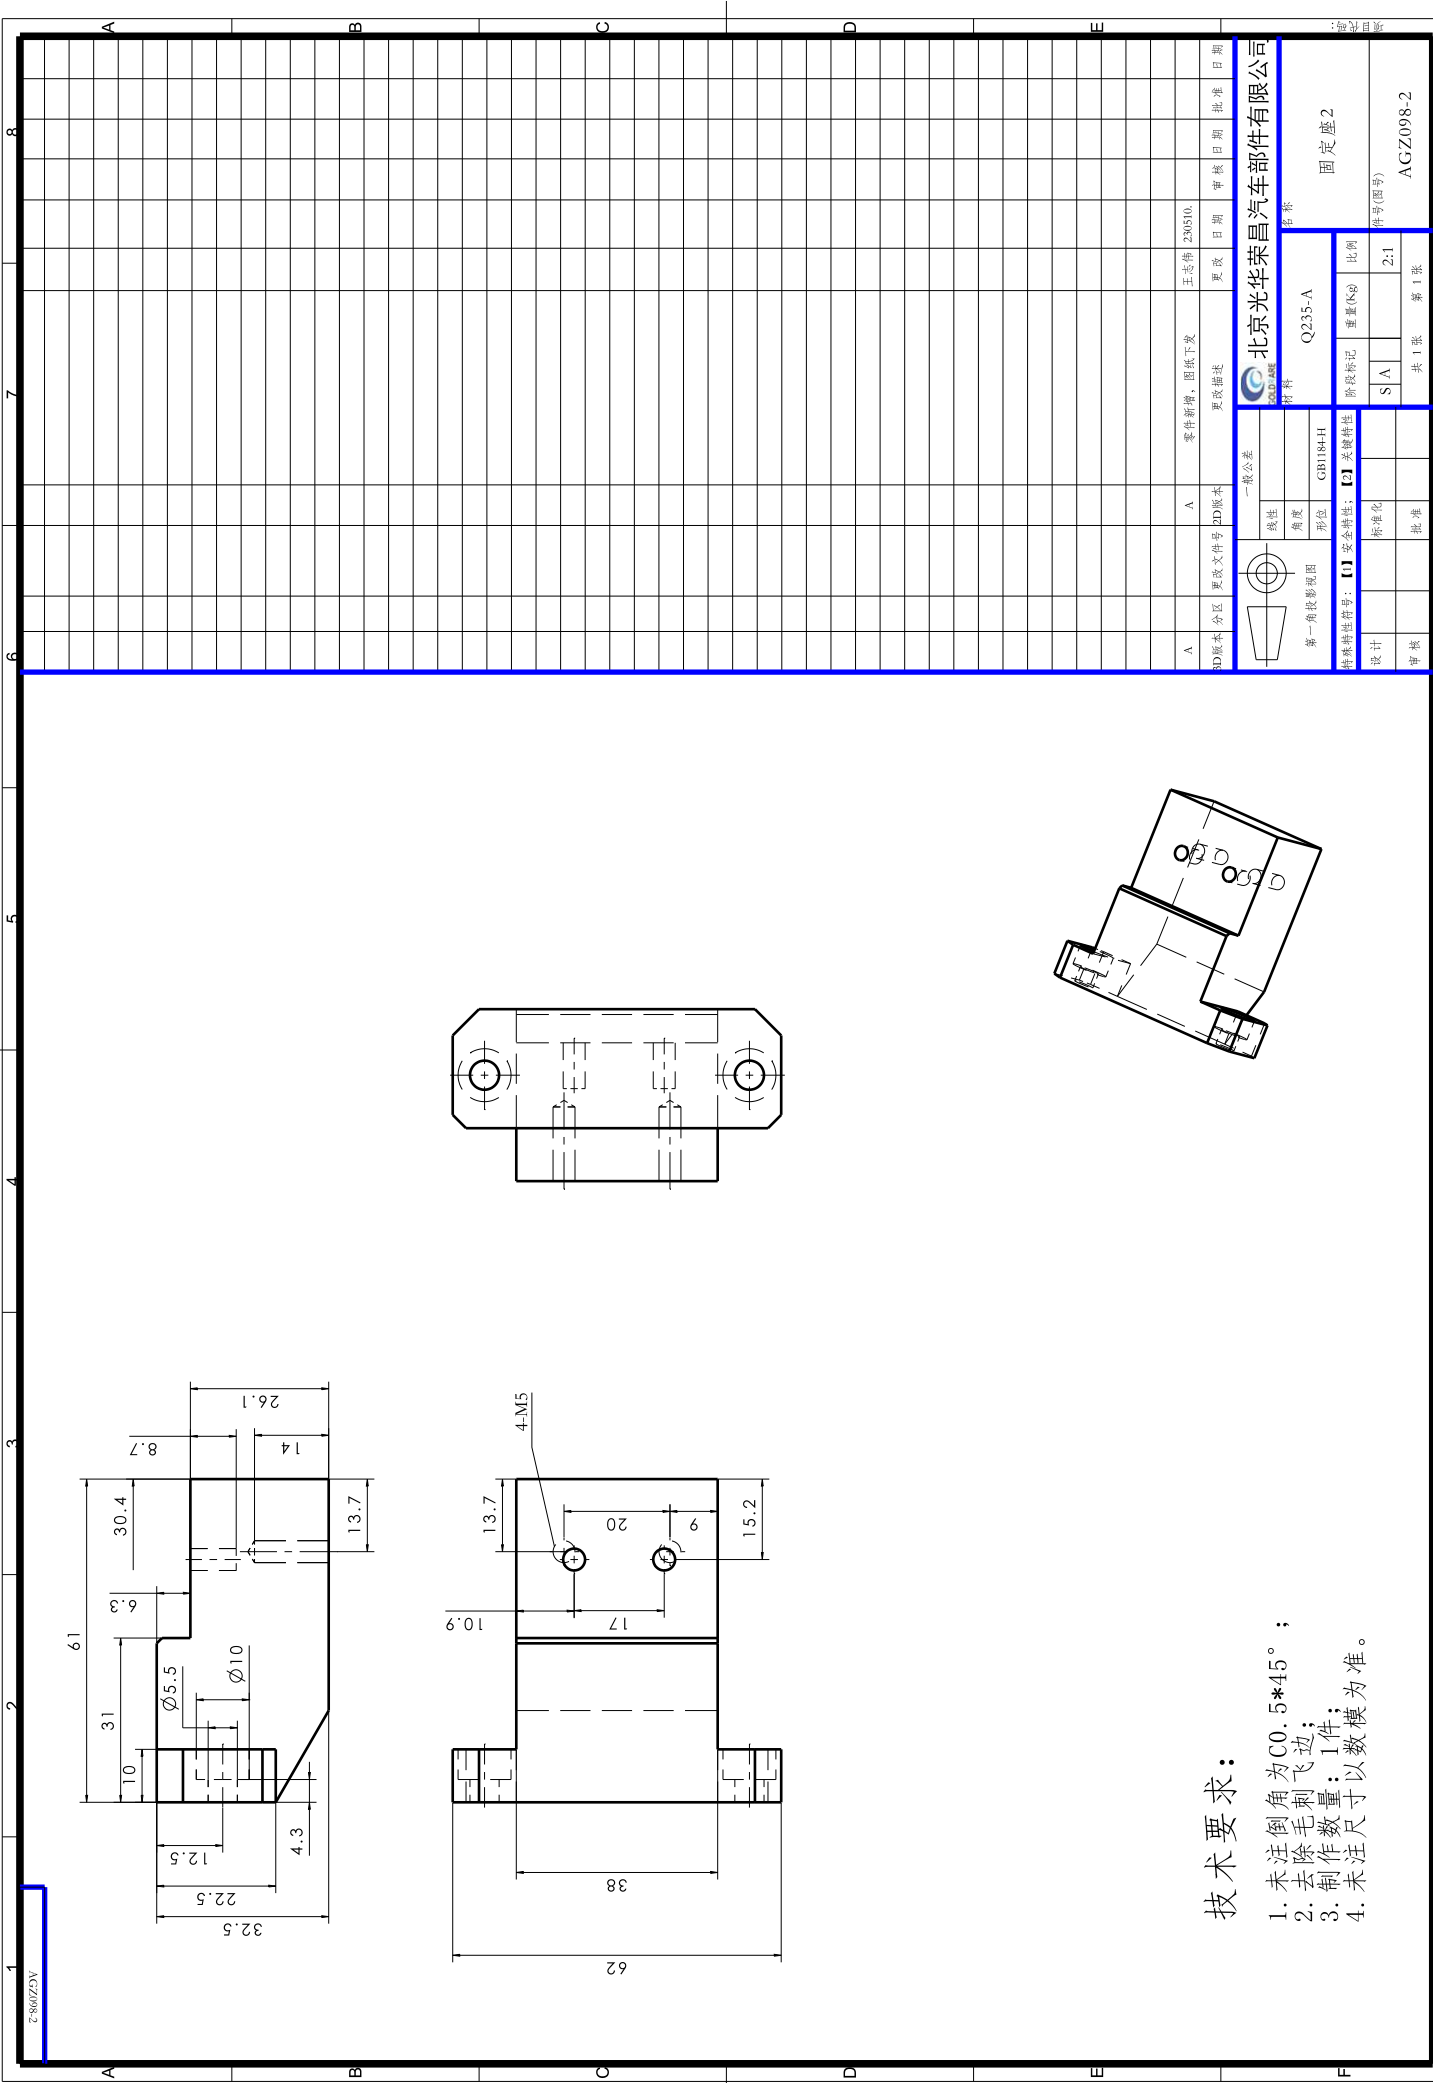 1
2
3
4
5
6
7
8
A
B
C
D
E
F
A
B
C
D
E
AGZ098-2
61
30.4
31
10
6.3
8.7
26.1
14
13.7
Ø5.5
Ø10
12.5
22.5
32.5
4.3
4-M5
13.7
20
9
15.2
10.9
17
38
62
技术要求：
1. 未注倒角为C0.5*45°；
2. 去除毛刺飞边；
3. 制作数量：1件；
4. 未注尺寸以数模为准。
A
A
零件新增，图纸下发
王志伟
230510.
3D版本
分区
更改文件号
2D版本
更改描述
更改
日期
审核
日期
批准
日期
第一角投影视图
一般公差
线性
角度
形位
GB1184-H
特殊特性符号：【1】安全特性；【2】关键特性
设计
标准化
审核
批准
GOLDRARE
北京光华荣昌汽车部件有限公司
材料
Q235-A
名称
固定座2
阶段标记
重量(Kg)
比例
S
A
2:1
共 1 张
第 1 张
件号(图号)
AGZ098-2
项目代号: